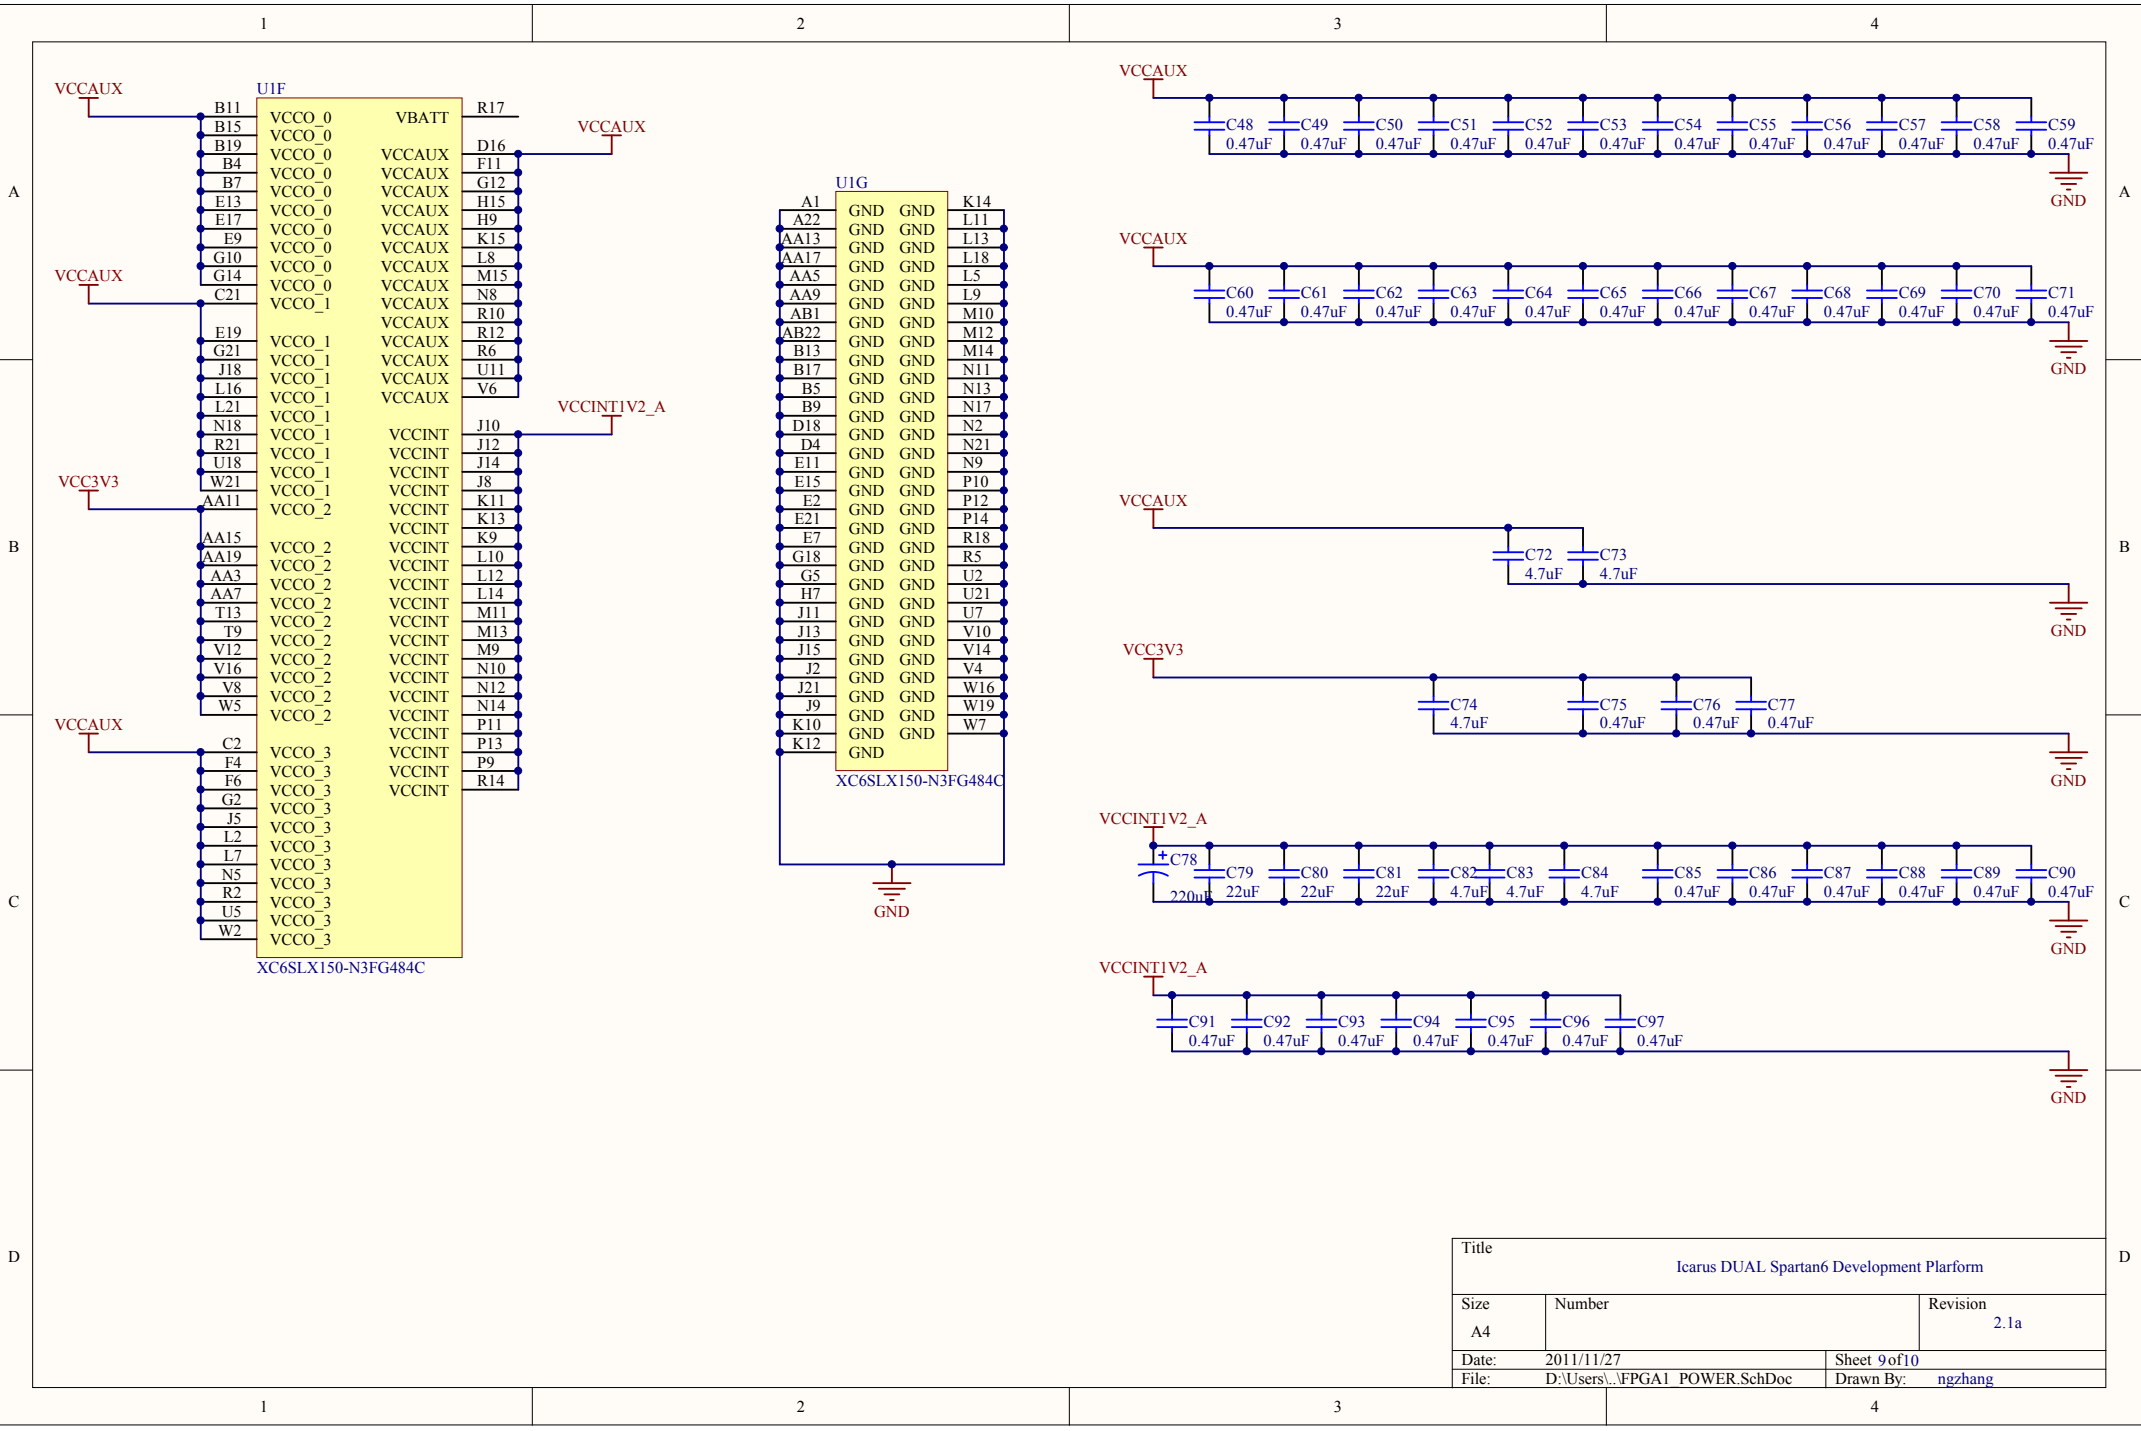 1 2 3 4
A
B
C
D
A
B
C
D
1 2 3 4
VCCAUX
VCCAUX
VCC3V3
VCCAUX
U1F
B11 VCCO_0 VBATT R17
B15 VCCO_0
B19 VCCO_0 VCCAUX D16
B4 VCCO_0 VCCAUX F11
B7 VCCO_0 VCCAUX G12
E13 VCCO_0 VCCAUX H15
E17 VCCO_0 VCCAUX H9
E9 VCCO_0 VCCAUX K15
G10 VCCO_0 VCCAUX L8
G14 VCCO_0 VCCAUX M15
C21 VCCO_1 VCCAUX N8
VCCAUX R10
E19 VCCO_1 VCCAUX R12
G21 VCCO_1 VCCAUX R6
J18 VCCO_1 VCCAUX U11
L16 VCCO_1 VCCAUX V6
L21 VCCO_1
N18 VCCO_1 VCCINT J10
R21 VCCO_1 VCCINT J12
U18 VCCO_1 VCCINT J14
W21 VCCO_1 VCCINT J8
AA11 VCCO_2 VCCINT K11
VCCINT K13
AA15 VCCO_2 VCCINT K9
AA19 VCCO_2 VCCINT L10
AA3 VCCO_2 VCCINT L12
AA7 VCCO_2 VCCINT L14
T13 VCCO_2 VCCINT M11
T9 VCCO_2 VCCINT M13
V12 VCCO_2 VCCINT M9
V16 VCCO_2 VCCINT N10
V8 VCCO_2 VCCINT N12
W5 VCCO_2 VCCINT N14
VCCINT P11
C2 VCCO_3 VCCINT P13
F4 VCCO_3 VCCINT P9
F6 VCCO_3 VCCINT R14
G2 VCCO_3
J5 VCCO_3
L2 VCCO_3
L7 VCCO_3
N5 VCCO_3
R2 VCCO_3
U5 VCCO_3
W2 VCCO_3
XC6SLX150-N3FG484C
VCCAUX
VCCINT1V2_A
U1G
A1 GND GND K14
A22 GND GND L11
AA13 GND GND L13
AA17 GND GND L18
AA5 GND GND L5
AA9 GND GND L9
AB1 GND GND M10
AB22 GND GND M12
B13 GND GND M14
B17 GND GND N11
B5 GND GND N13
B9 GND GND N17
D18 GND GND N2
D4 GND GND N21
E11 GND GND N9
E15 GND GND P10
E2 GND GND P12
E21 GND GND P14
E7 GND GND R18
G18 GND GND R5
G5 GND GND U2
H7 GND GND U21
J11 GND GND U7
J13 GND GND V10
J15 GND GND V14
J2 GND GND V4
J21 GND GND W16
J9 GND GND W19
K10 GND GND W7
K12 GND
XC6SLX150-N3FG484C
GND
VCCAUX
C48 C49 C50 C51 C52 C53 C54 C55 C56 C57 C58 C59
0.47uF 0.47uF 0.47uF 0.47uF 0.47uF 0.47uF 0.47uF 0.47uF 0.47uF 0.47uF 0.47uF 0.47uF
GND
VCCAUX
C60 C61 C62 C63 C64 C65 C66 C67 C68 C69 C70 C71
0.47uF 0.47uF 0.47uF 0.47uF 0.47uF 0.47uF 0.47uF 0.47uF 0.47uF 0.47uF 0.47uF 0.47uF
GND
VCCAUX
C72 C73
4.7uF 4.7uF
GND
VCC3V3
C74 C75 C76 C77
4.7uF 0.47uF 0.47uF 0.47uF
GND
VCCINT1V2_A
+ C78 C79 C80 C81 C82 C83 C84 C85 C86 C87 C88 C89 C90
220uF 22uF 22uF 22uF 4.7uF 4.7uF 4.7uF 0.47uF 0.47uF 0.47uF 0.47uF 0.47uF 0.47uF
GND
VCCINT1V2_A
C91 C92 C93 C94 C95 C96 C97
0.47uF 0.47uF 0.47uF 0.47uF 0.47uF 0.47uF 0.47uF
GND
Title
Icarus DUAL Spartan6 Development Plarform
Size Number Revision
A4 2.1a
Date: 2011/11/27 Sheet 9 of 10
File: D:\Users\..\FPGA1_POWER.SchDoc Drawn By: ngzhang